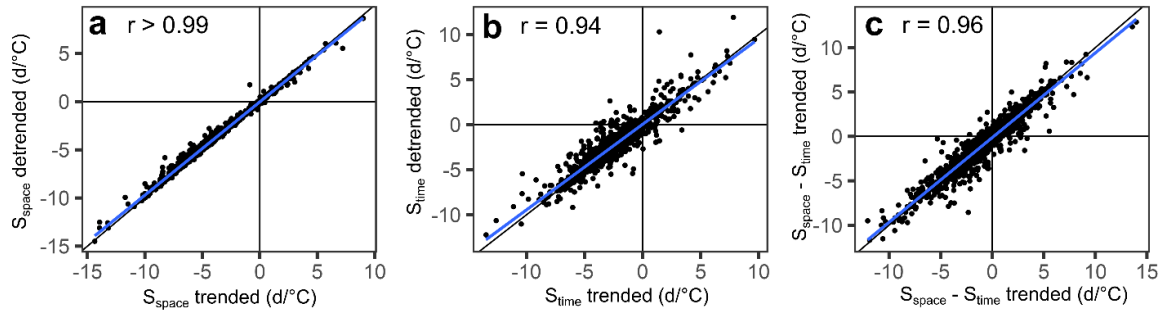 a r > 0.99
5
0
-5
-10
-15
-15 -10 -5 0 5 10
S_space detrended (d/°C)
S_space trended (d/°C)
b r = 0.94
10
5
0
-5
-10
-10 -5 0 5 10
S_time detrended (d/°C)
S_time trended (d/°C)
c r = 0.96
10
5
0
-5
-10
-10 -5 0 5 10 15
S_space - S_time trended (d/°C)
S_space - S_time trended (d/°C)